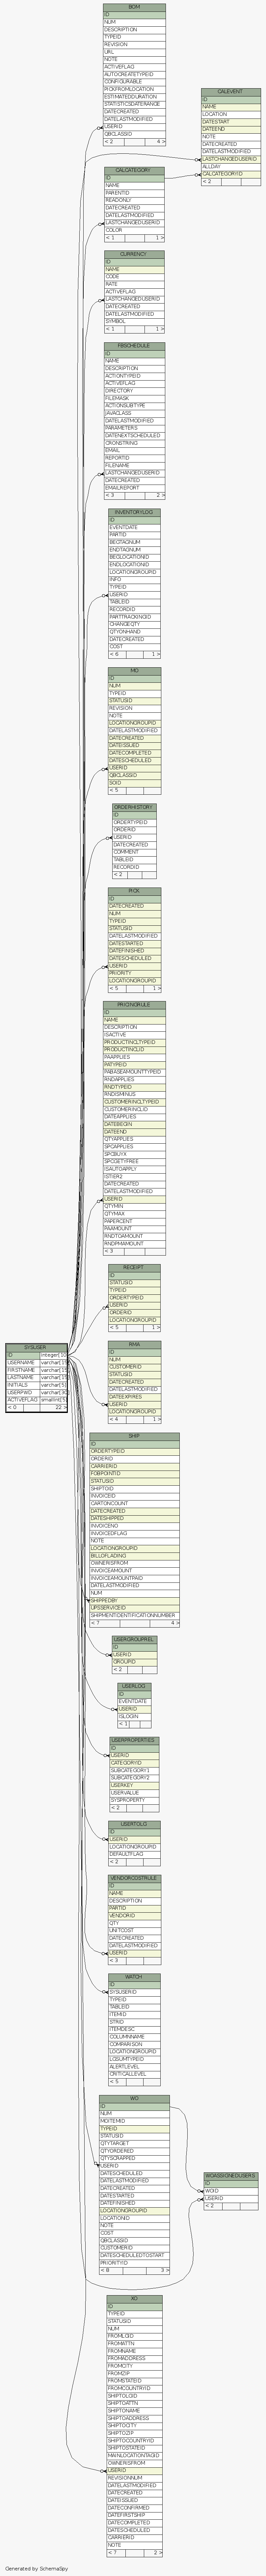 BOM
ID
NUM
DESCRIPTION
TYPEID
REVISION
URL
NOTE
ACTIVEFLAG
AUTOCREATETYPEID
CONFIGURABLE
PICKFROMLOCATION
ESTIMATEDDURATION
STATISTICSDATERANGE
DATECREATED
DATELASTMODIFIED
USERID
QBCLASSID
< 2 4 >
CALEVENT
ID
NAME
LOCATION
DATESTART
DATEEND
NOTE
DATECREATED
DATELASTMODIFIED
LASTCHANGEDUSERID
ALLDAY
CALCATEGORYID
< 2
CALCATEGORY
ID
NAME
PARENTID
READONLY
DATECREATED
DATELASTMODIFIED
LASTCHANGEDUSERID
COLOR
< 1 1 >
CURRENCY
ID
NAME
CODE
RATE
ACTIVEFLAG
LASTCHANGEDUSERID
DATECREATED
DATELASTMODIFIED
SYMBOL
< 1 1 >
FBSCHEDULE
ID
NAME
DESCRIPTION
ACTIONTYPEID
ACTIVEFLAG
DIRECTORY
FILEMASK
ACTIONSUBTYPE
JAVACLASS
DATELASTMODIFIED
PARAMETERS
DATENEXTSCHEDULED
CRONSTRING
EMAIL
REPORTID
FILENAME
LASTCHANGEDUSERID
DATECREATED
EMAILREPORT
< 3 2 >
INVENTORYLOG
ID
EVENTDATE
PARTID
BEGTAGNUM
ENDTAGNUM
BEGLOCATIONID
ENDLOCATIONID
LOCATIONGROUPID
INFO
TYPEID
USERID
TABLEID
RECORDID
PARTTRACKINGID
CHANGEQTY
QTYONHAND
DATECREATED
COST
< 6 1 >
MO
ID
NUM
TYPEID
STATUSID
REVISION
NOTE
LOCATIONGROUPID
DATELASTMODIFIED
DATECREATED
DATEISSUED
DATECOMPLETED
DATESCHEDULED
USERID
QBCLASSID
SOID
< 5
ORDERHISTORY
ID
ORDERTYPEID
ORDERID
USERID
DATECREATED
COMMENT
TABLEID
RECORDID
< 2
PICK
ID
DATECREATED
NUM
TYPEID
STATUSID
DATELASTMODIFIED
DATESTARTED
DATEFINISHED
DATESCHEDULED
USERID
PRIORITY
LOCATIONGROUPID
< 5 1 >
PRICINGRULE
ID
NAME
DESCRIPTION
ISACTIVE
PRODUCTINCLTYPEID
PRODUCTINCLID
PAAPPLIES
PATYPEID
PABASEAMOUNTTYPEID
RNDAPPLIES
RNDTYPEID
RNDISMINUS
CUSTOMERINCLTYPEID
CUSTOMERINCLID
DATEAPPLIES
DATEBEGIN
DATEEND
QTYAPPLIES
SPCAPPLIES
SPCBUYX
SPCGETYFREE
ISAUTOAPPLY
ISTIER2
DATECREATED
DATELASTMODIFIED
USERID
QTYMIN
QTYMAX
PAPERCENT
PAAMOUNT
RNDTOAMOUNT
RNDPMAMOUNT
< 3
RECEIPT
ID
STATUSID
TYPEID
ORDERTYPEID
USERID
ORDERID
LOCATIONGROUPID
< 5 1 >
SYSUSER
ID integer[10]
USERNAME
FIRSTNAME
LASTNAME
INITIALS
USERPWD
ACTIVEFLAG
< 0 22 >
RMA
ID
NUM
CUSTOMERID
STATUSID
DATECREATED
DATELASTMODIFIED
DATEEXPIRES
USERID
LOCATIONGROUPID
< 4 1 >
SHIP
ID
ORDERTYPEID
ORDERID
CARRIERID
FOBPOINTID
STATUSID
SHIPTOID
INVOICEID
CARTONCOUNT
DATECREATED
DATESHIPPED
INVOICENO
INVOICEDFLAG
NOTE
LOCATIONGROUPID
BILLOFLADING
OWNERISFROM
INVOICEAMOUNT
INVOICEAMOUNTPAID
DATELASTMODIFIED
NUM
SHIPPEDBY
UPSSERVICEID
SHIPMENTIDENTIFICATIONNUMBER
< 7 4 >
USERGROUPREL
ID
USERID
GROUPID
< 2
USERLOG
ID
EVENTDATE
USERID
ISLOGIN
< 1
USERPROPERTIES
ID
USERID
CATEGORYID
SUBCATEGORY1
SUBCATEGORY2
USERKEY
USERVALUE
SYSPROPERTY
< 2
USERTOLG
ID
USERID
LOCATIONGROUPID
DEFAULTFLAG
< 2
VENDORCOSTRULE
ID
NAME
DESCRIPTION
PARTID
VENDORID
QTY
UNITCOST
DATECREATED
DATELASTMODIFIED
USERID
< 3
WATCH
ID
SYSUSERID
TYPEID
TABLEID
ITEMID
STRID
ITEMDESC
COLUMNNAME
COMPARISON
LOCATIONGROUPID
LGSUMTYPEID
ALERTLEVEL
CRITICALLEVEL
< 5
WO
ID
NUM
MOITEMID
TYPEID
STATUSID
QTYTARGET
QTYORDERED
QTYSCRAPPED
USERID
DATESCHEDULED
DATELASTMODIFIED
DATECREATED
DATESTARTED
DATEFINISHED
LOCATIONGROUPID
LOCATIONID
NOTE
COST
QBCLASSID
CUSTOMERID
DATESCHEDULEDTOSTART
PRIORITYID
< 8 3 >
WOASSIGNEDUSERS
ID
WOID
USERID
< 2
XO
ID
TYPEID
STATUSID
NUM
FROMLGID
FROMATTN
FROMNAME
FROMADDRESS
FROMCITY
FROMZIP
FROMSTATEID
FROMCOUNTRYID
SHIPTOLGID
SHIPTOATTN
SHIPTONAME
SHIPTOADDRESS
SHIPTOCITY
SHIPTOZIP
SHIPTOCOUNTRYID
SHIPTOSTATEID
MAINLOCATIONTAGID
OWNERISFROM
USERID
REVISIONNUM
DATELASTMODIFIED
DATECREATED
DATEISSUED
DATECONFIRMED
DATEFIRSTSHIP
DATECOMPLETED
DATESCHEDULED
CARRIERID
NOTE
< 7 2 >
Generated by SchemaSpy